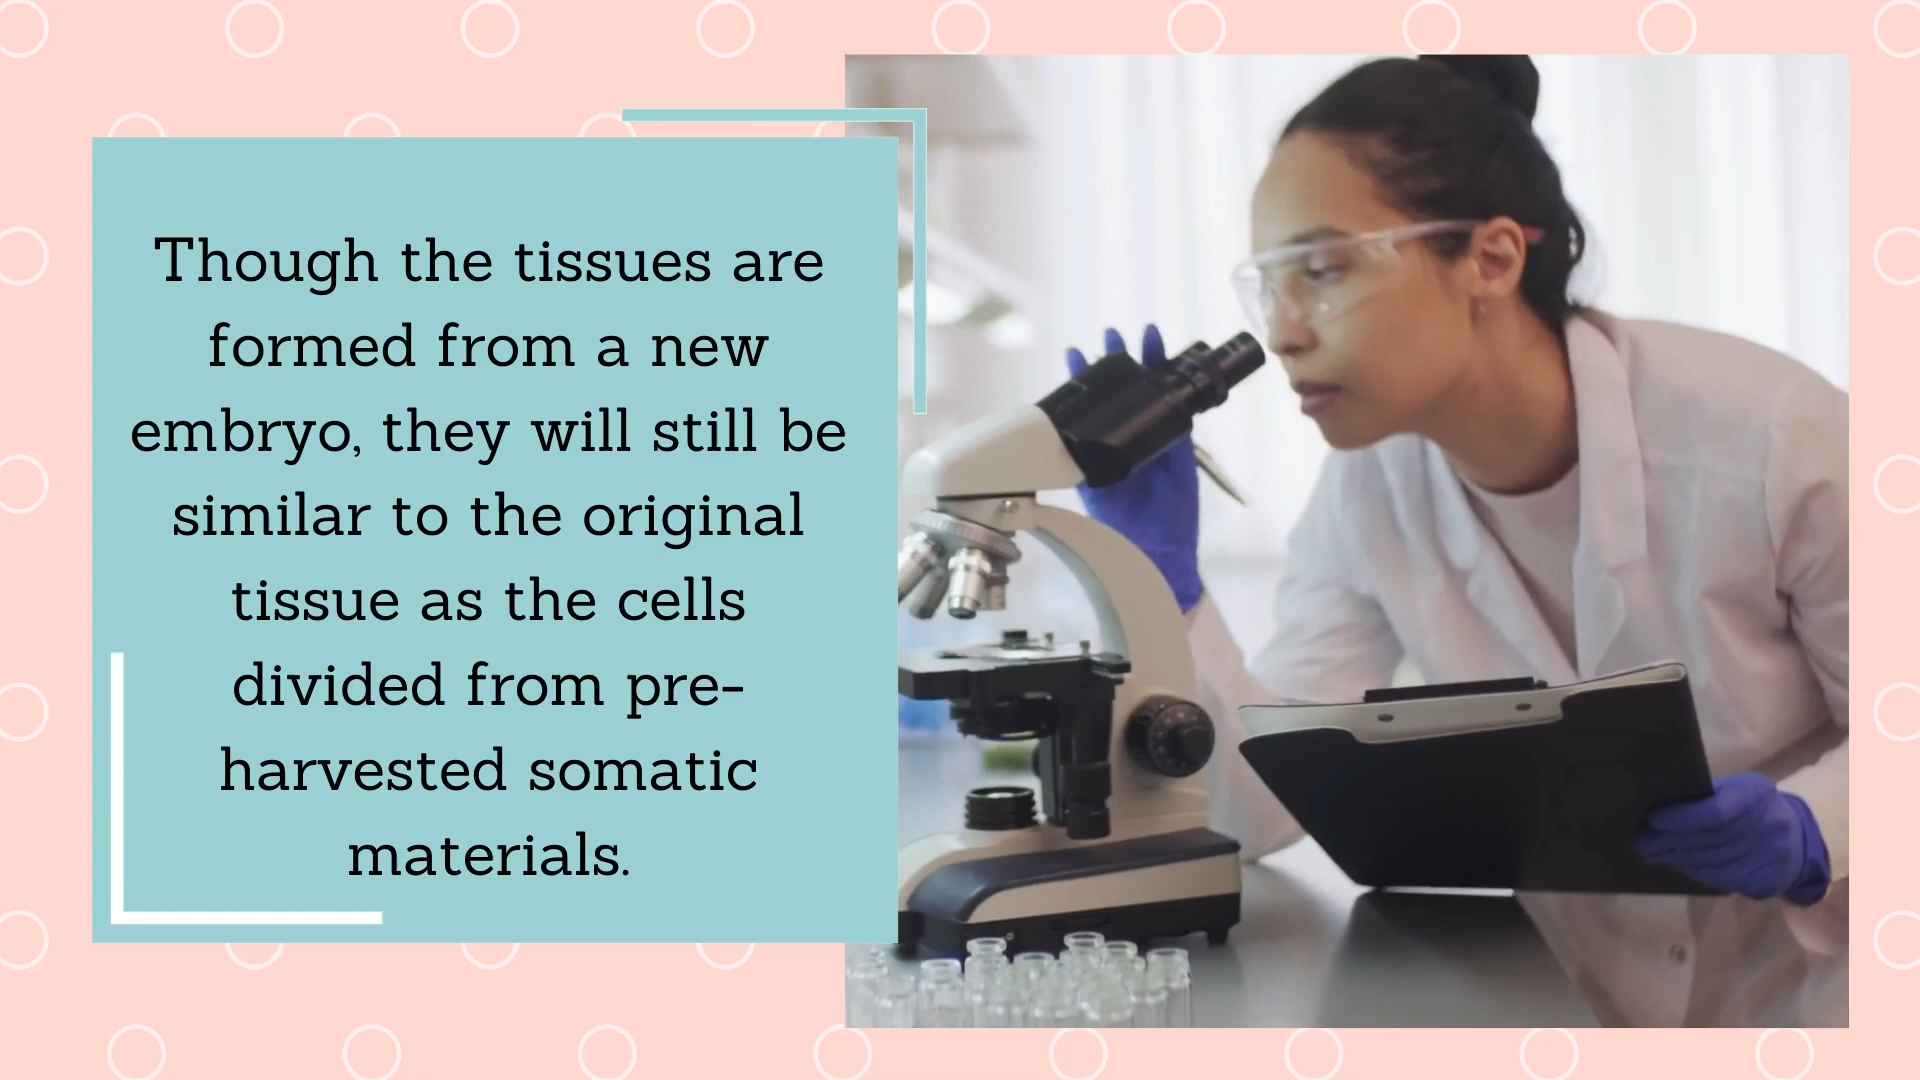 Though the tissues are
formed from a new
embryo, they will still be
similar to the original
tissue as the cells
divided from pre-
harvested somatic
materials.